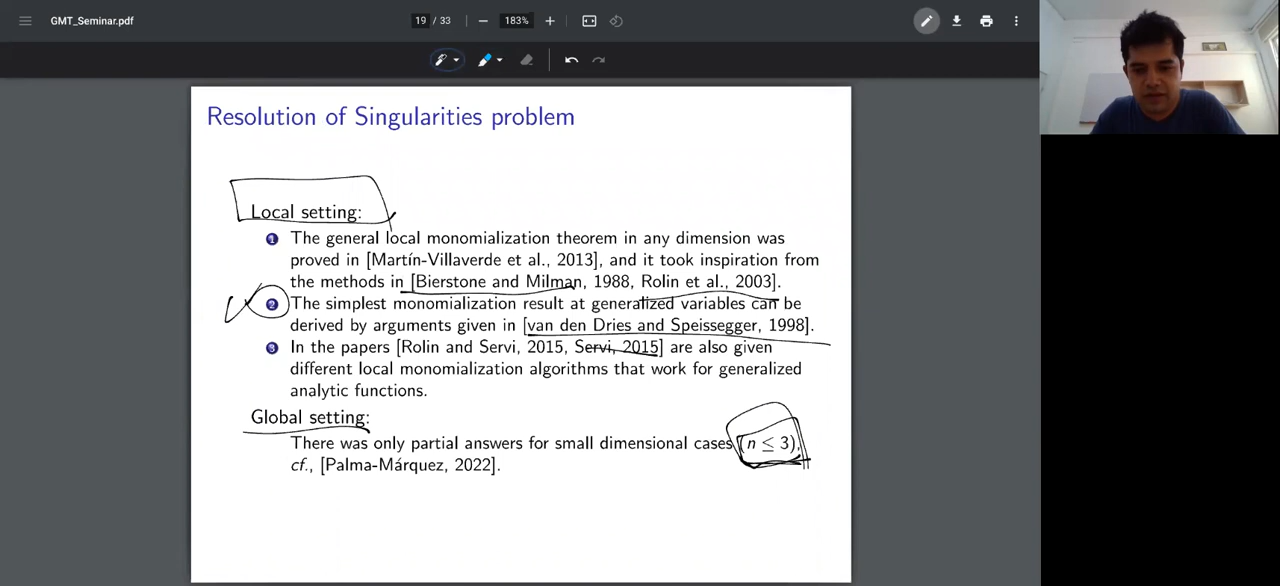 GMT_Seminar.pdf
19 / 33
183%
Resolution of Singularities problem
Local setting:
1 The general local monomialization theorem in any dimension was
proved in [Martín-Villaverde et al., 2013], and it took inspiration from
the methods in [Bierstone and Milman, 1988, Rolin et al., 2003].
2 The simplest monomialization result at generalized variables can be
derived by arguments given in [van den Dries and Speissegger, 1998].
3 In the papers [Rolin and Servi, 2015, Servi, 2015] are also given
different local monomialization algorithms that work for generalized
analytic functions.
Global setting:
There was only partial answers for small dimensional cases (n ≤ 3),
cf., [Palma-Márquez, 2022].